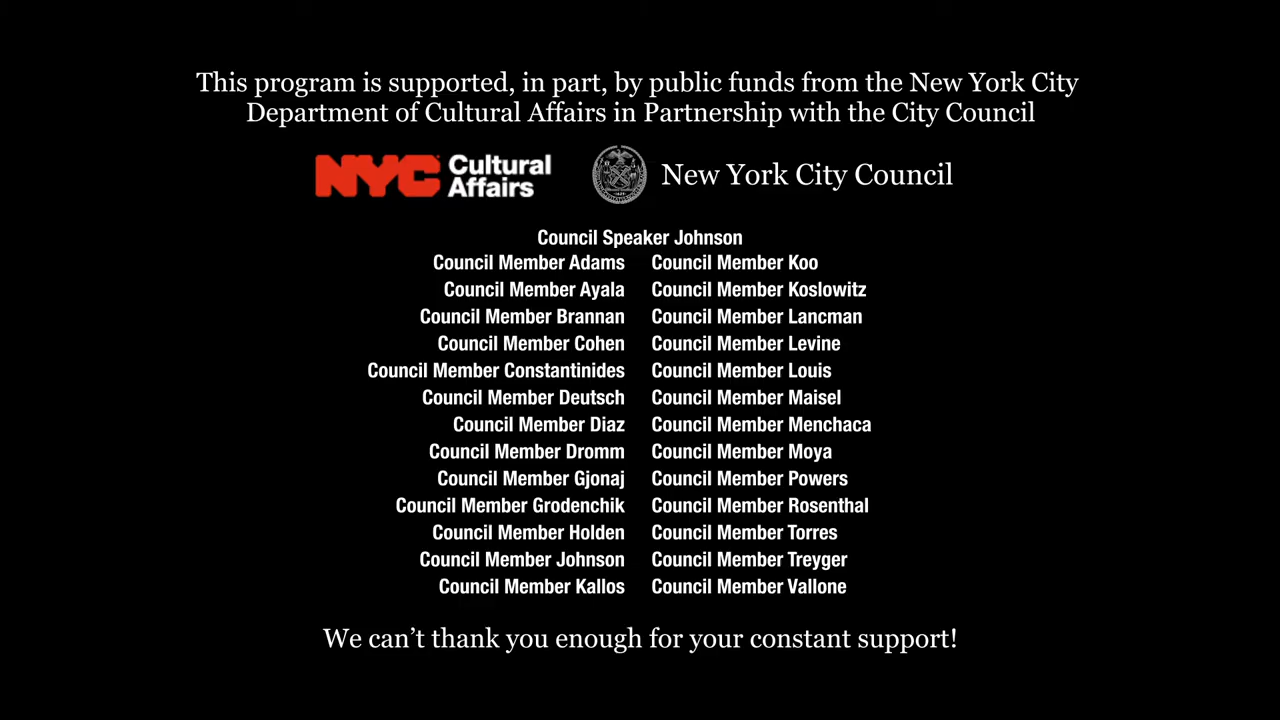 This program is supported, in part, by public funds from the New York City
Department of Cultural Affairs in Partnership with the City Council
NYC Cultural Affairs
New York City Council
Council Speaker Johnson
Council Member Adams Council Member Koo
Council Member Ayala Council Member Koslowitz
Council Member Brannan Council Member Lancman
Council Member Cohen Council Member Levine
Council Member Constantinides Council Member Louis
Council Member Deutsch Council Member Maisel
Council Member Diaz Council Member Menchaca
Council Member Dromm Council Member Moya
Council Member Gjonaj Council Member Powers
Council Member Grodenchik Council Member Rosenthal
Council Member Holden Council Member Torres
Council Member Johnson Council Member Treyger
Council Member Kallos Council Member Vallone
We can’t thank you enough for your constant support!